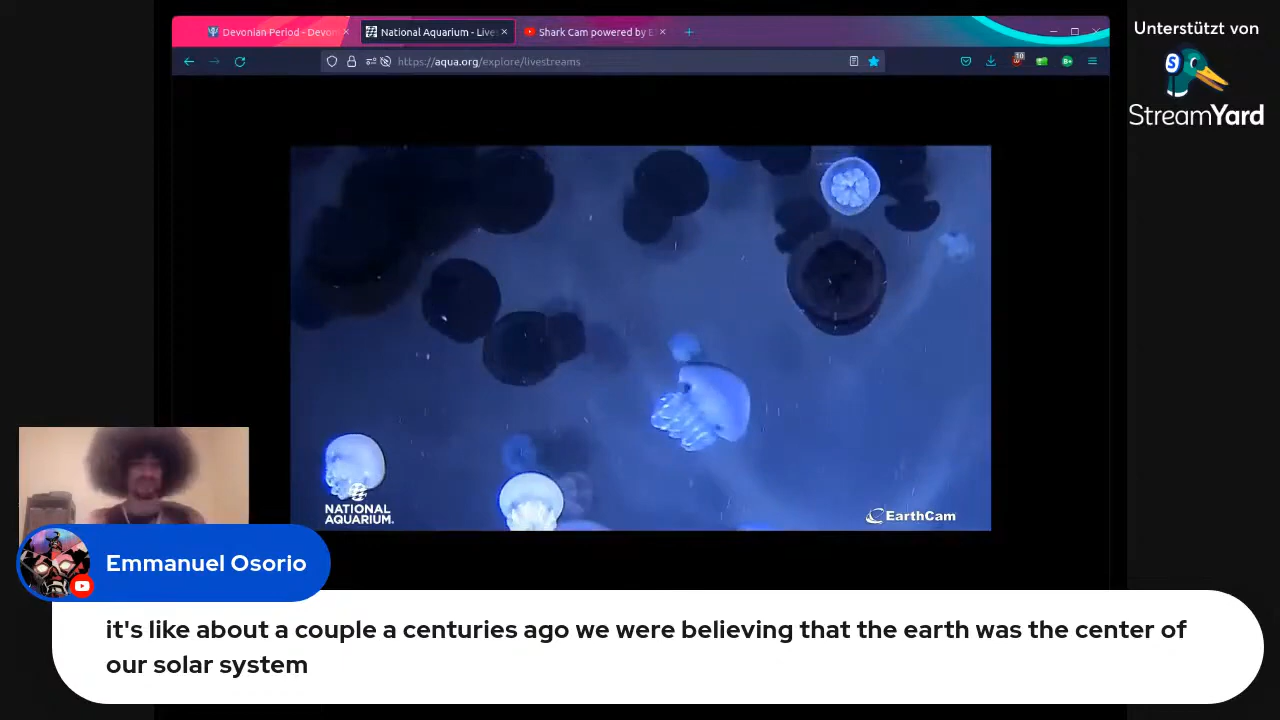 Devonian Period - Devon
National Aquarium - Live
Shark Cam powered by E
Unterstützt von
https://aqua.org/explore/livestreams
10
StreamYard
NATIONAL
AQUARIUM.
EarthCam
Emmanuel Osorio
it's like about a couple a centuries ago we were believing that the earth was the center of
our solar system